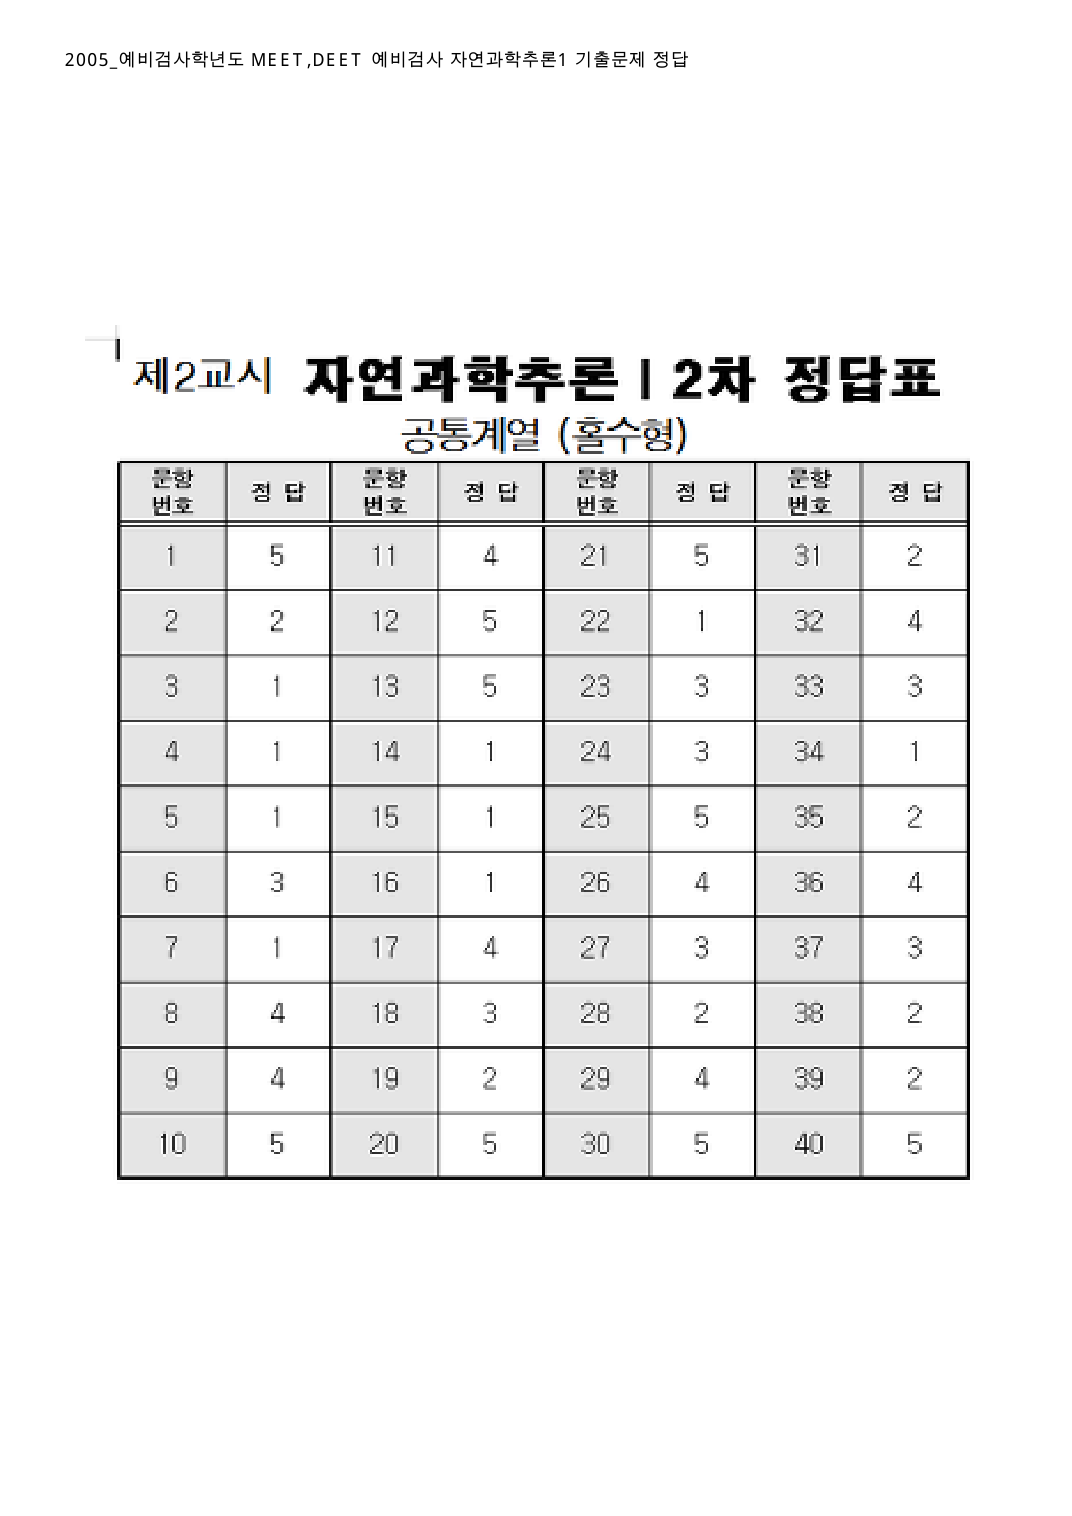 2005_예비검사학년도 MEET,DEET 예비검사 자연과학추론1 기출문제 정답
제2교시 자연과학추론 Ⅰ 2차 정답표
공통계열 (홀수형)
문항 번호 정 답 문항 번호 정 답 문항 번호 정 답 문항 번호 정 답
1 5 11 4 21 5 31 2
2 2 12 5 22 1 32 4
3 1 13 5 23 3 33 3
4 1 14 1 24 3 34 1
5 1 15 1 25 5 35 2
6 3 16 1 26 4 36 4
7 1 17 4 27 3 37 3
8 4 18 3 28 2 38 2
9 4 19 2 29 4 39 2
10 5 20 5 30 5 40 5